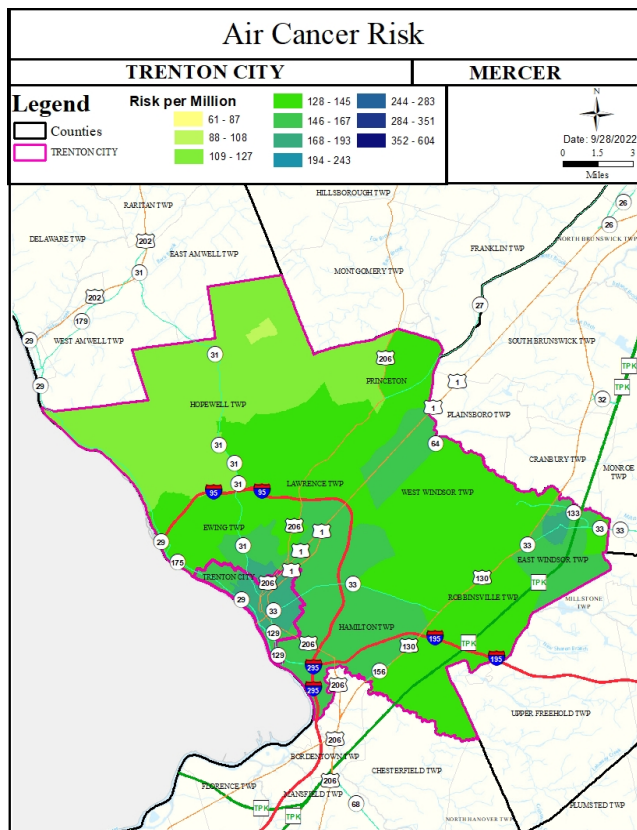 Air Cancer Risk
TRENTON CITY
MERCER
Legend
Counties
TRENTON CITY
Risk per Million
61 - 87
88 - 108
109 - 127
128 - 145
146 - 167
168 - 193
194 - 243
244 - 283
284 - 351
352 - 604
N
Date: 9/28/2022
0 1.5 3
Miles
HILLSBOROUGH TWP
RARITAN TWP
26
DELAWARE TWP
202
26
NORTH BRUNSWICK TWP
EAST AMWELL TWP
FRANKLIN TWP
MONTGOMERY TWP
31
202
27
179
SOUTH BRUNSWICK TWP
29
WEST AMWELL TWP
31
206
TPK
29
PRINCETON
1
TPK
32
HOPEWELL TWP
1
PLAINSBORO TWP
31
64
CRANBURY TWP
MONROE
TWP
31
31
LAWRENCE TWP
WEST WINDSOR TWP
95
95
133
EWING TWP
206
1
33
33
29
31
1
33
EAST WINDSOR TWP
175
TRENTON CITY
1
206
130
TPK
33
ROBBINSVILLE TWP
MILLSTONE
TWP
29
33
129
HAMILTON TWP
195
129
206
130
TPK
195
295
156
295
206
UPPER FREEHOLD TWP
206
BORDENTOWN TWP
CHESTERFIELD TWP
FLORENCE TWP
206
MANSFIELD TWP
PLUMSTED TWP
TPK
68
TPK
NORTH HANOVER TWP